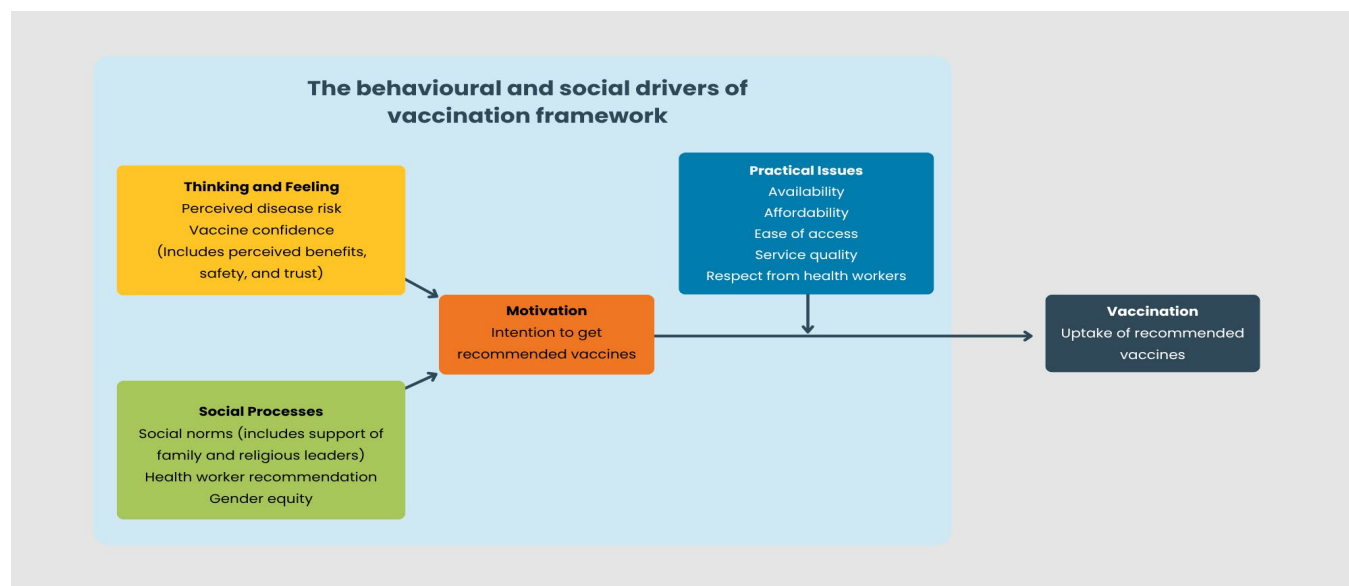 The behavioural and social drivers of
vaccination framework
Thinking and Feeling
Perceived disease risk
Vaccine confidence
(Includes perceived benefits,
safety, and trust)
Social Processes
Social norms (includes support of
family and religious leaders)
Health worker recommendation
Gender equity
Motivation
Intention to get
recommended vaccines
Practical Issues
Availability
Affordability
Ease of access
Service quality
Respect from health workers
Vaccination
Uptake of recommended
vaccines